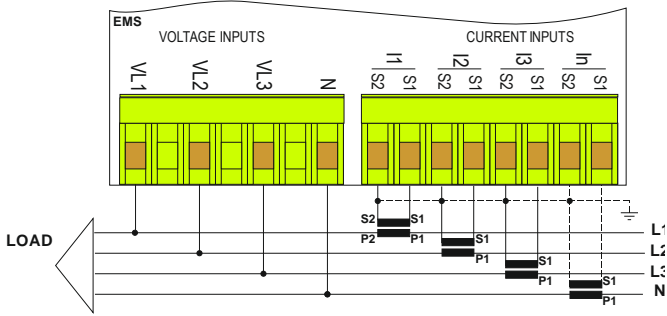 EMS
VOLTAGE INPUTS
CURRENT INPUTS
VL1
VL2
VL3
N
I1
I2
I3
In
S2
S1
S2
S1
S2
S1
S2
S1
S2
S1
P2
P1
S1
P1
S1
P1
S1
P1
LOAD
L1
L2
L3
N